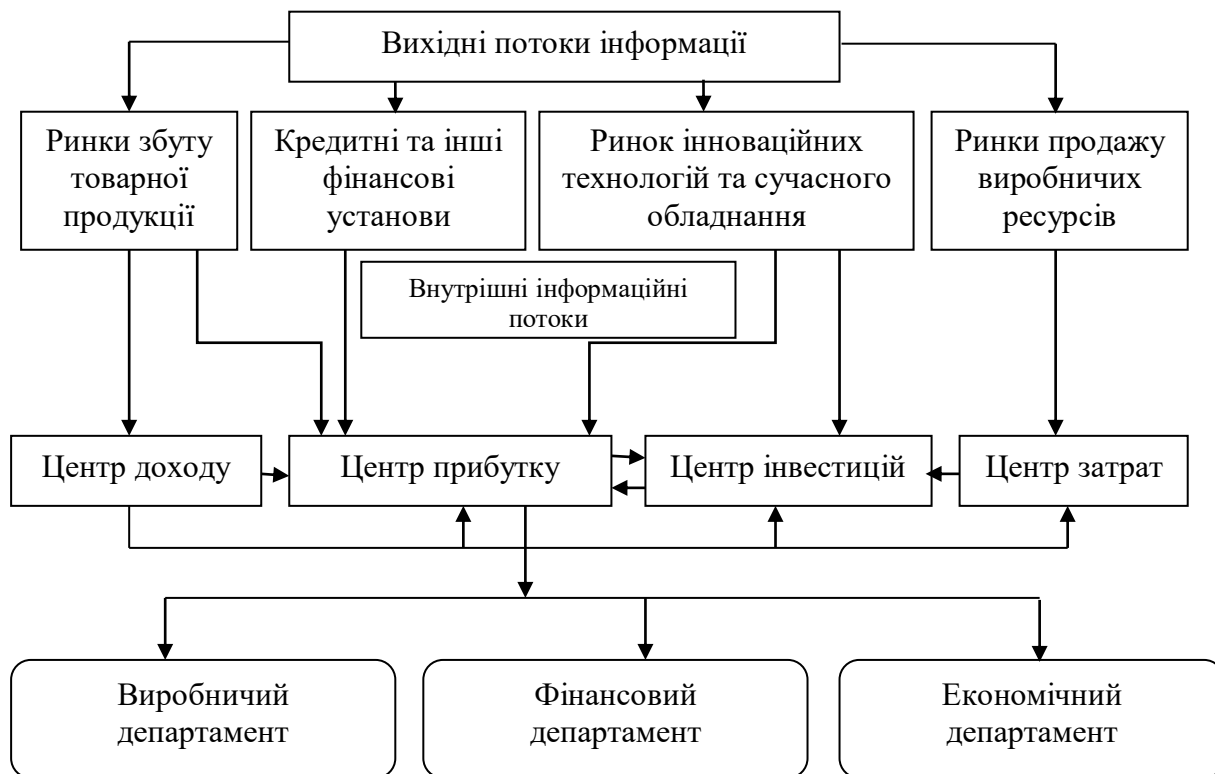 Вихідні потоки інформації
Ринки збуту
товарної
продукції
Кредитні та інші
фінансові
установи
Ринок інноваційних
технологій та сучасного
обладнання
Ринки продажу
виробничих
ресурсів
Внутрішні інформаційні
потоки
Центр доходу
Центр прибутку
Центр інвестицій
Центр затрат
Виробничий
департамент
Фінансовий
департамент
Економічний
департамент